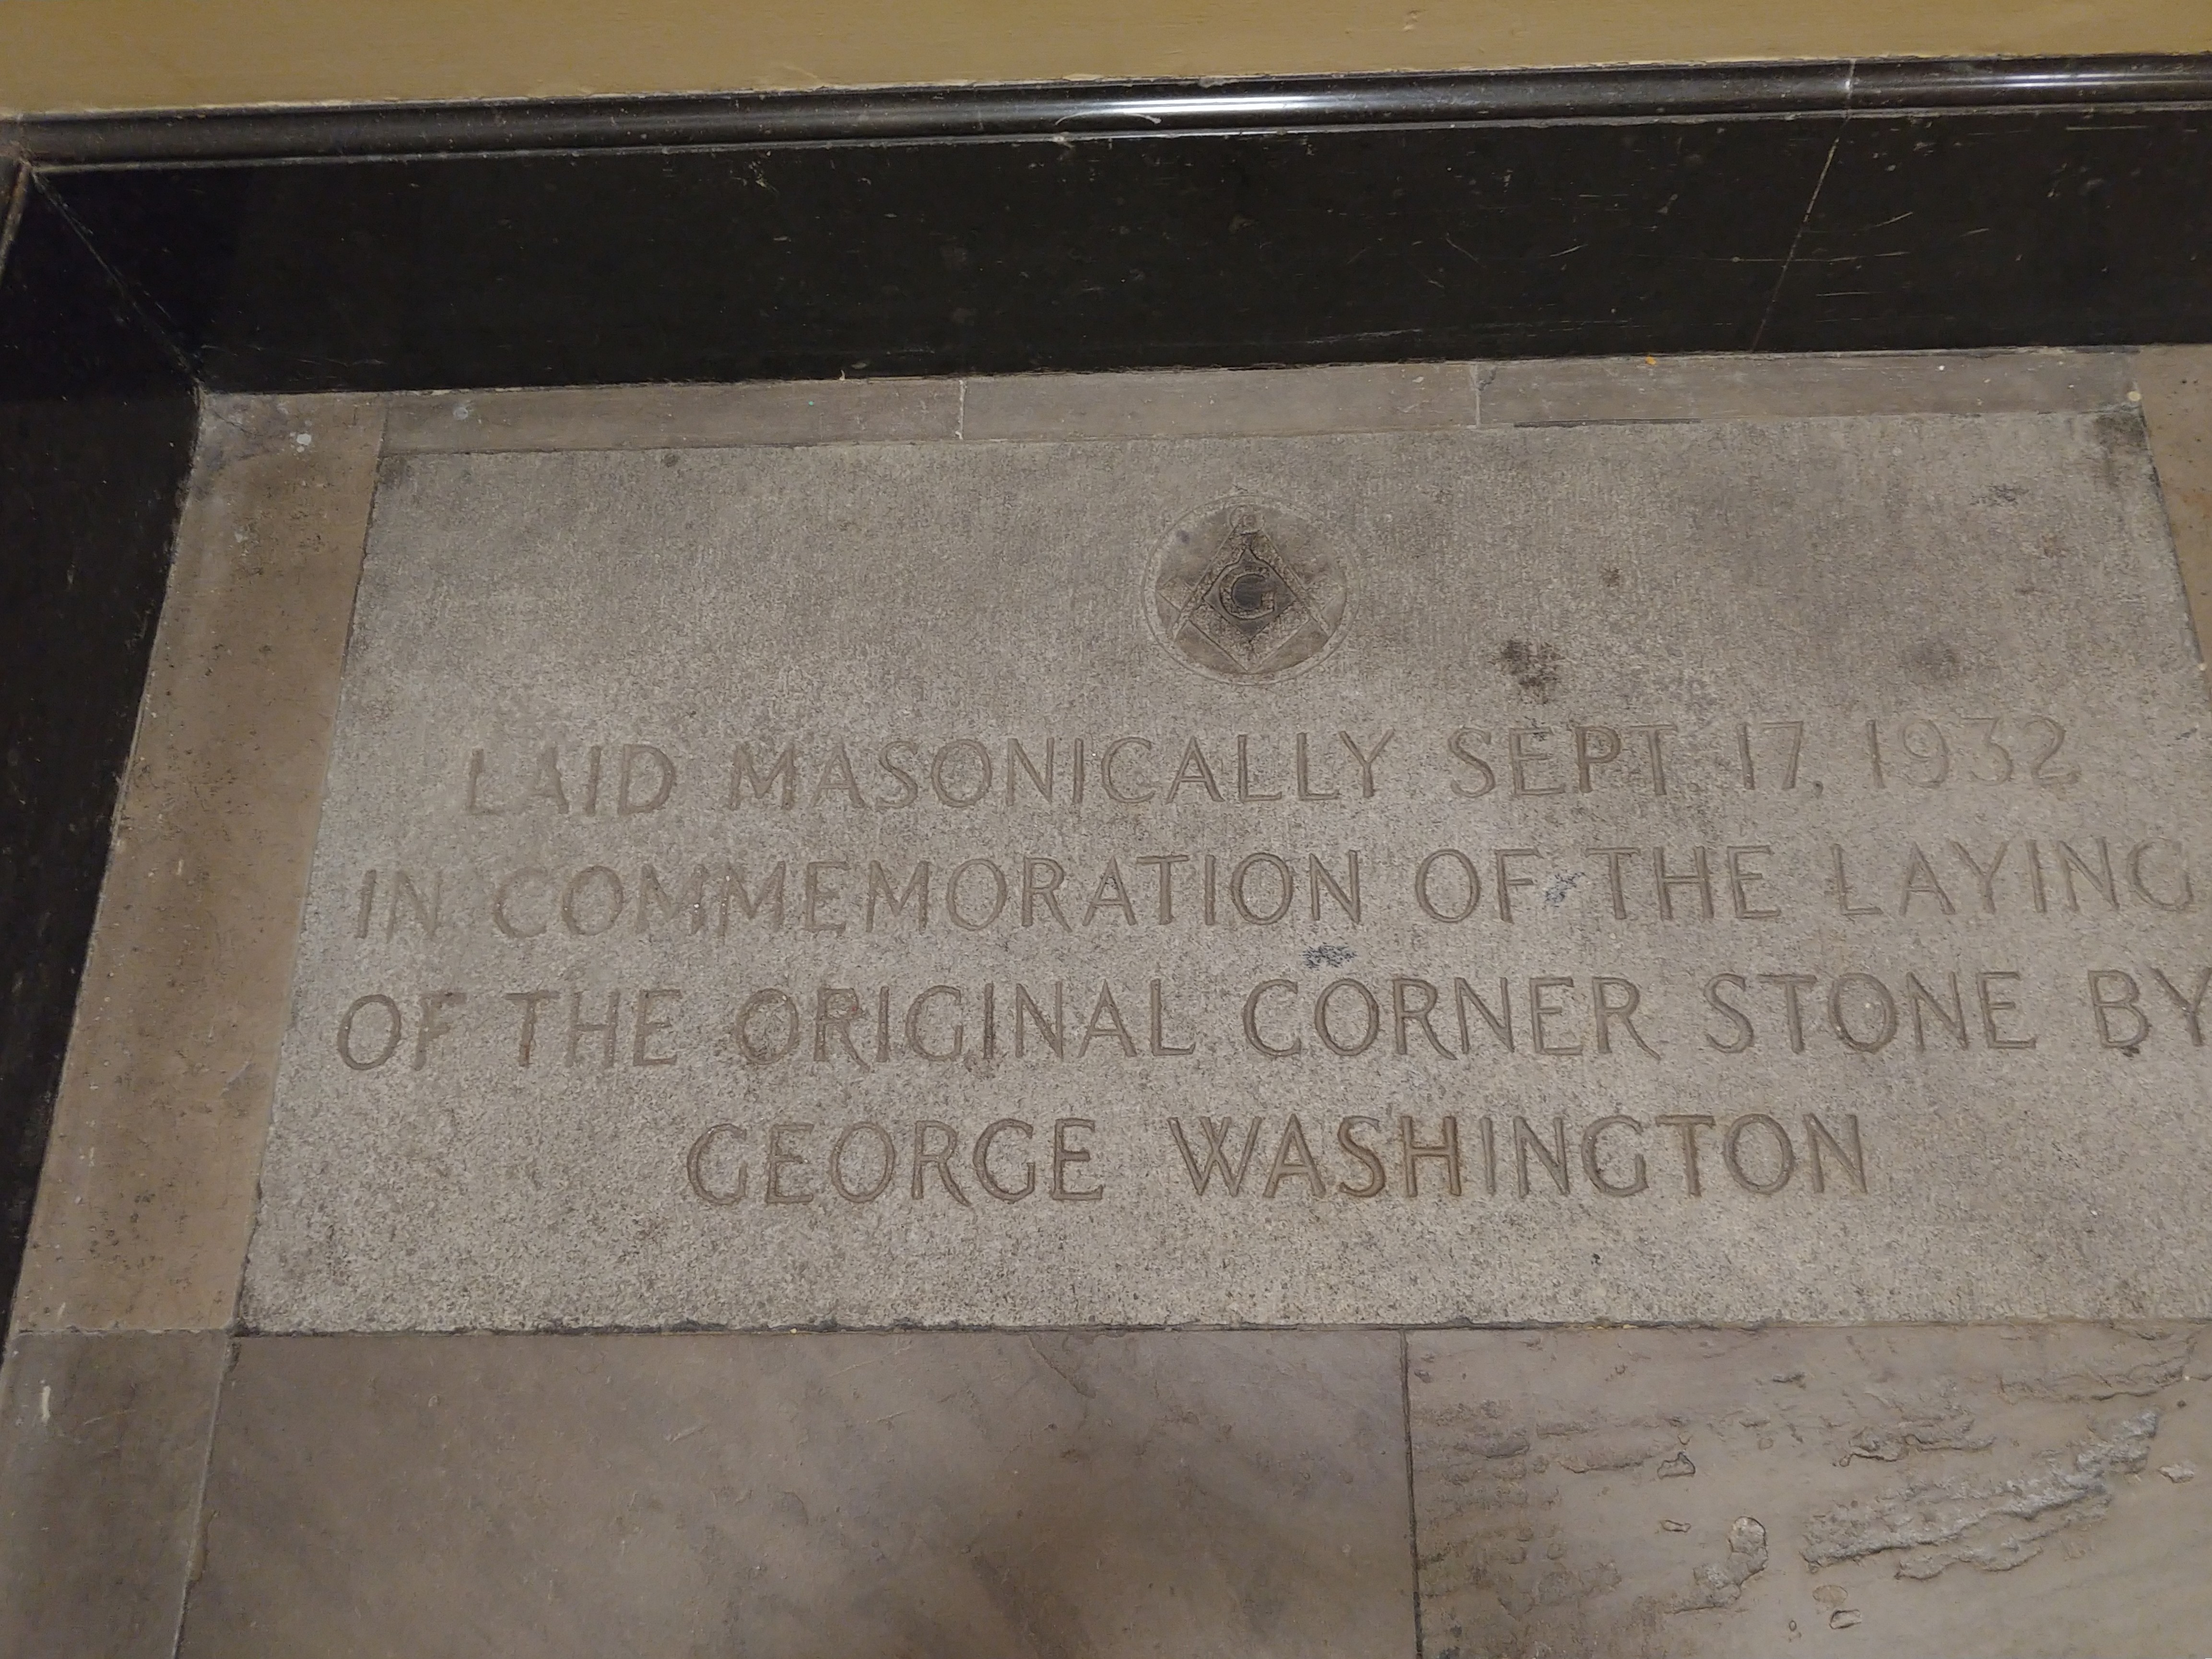 G
LAID MASONICALLY SEPT 17, 1932
IN COMMEMORATION OF THE LAYING
OF THE ORIGINAL CORNER STONE BY
GEORGE WASHINGTON